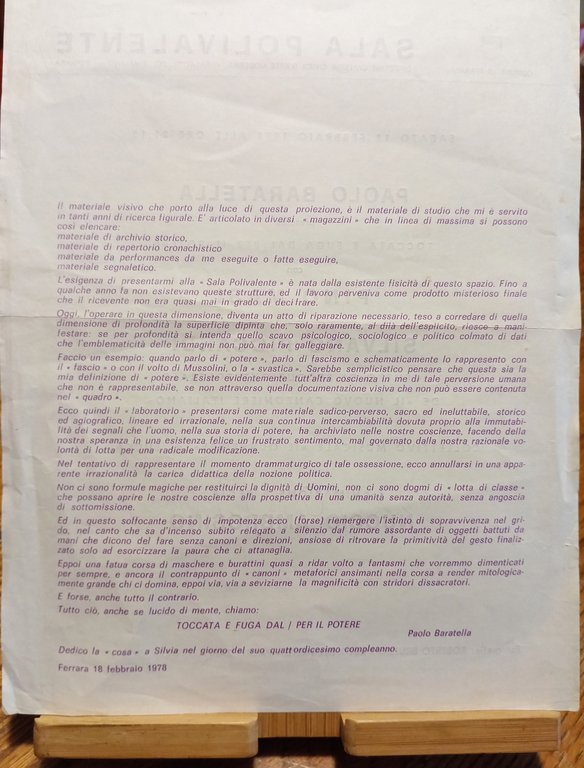 Il materiale visivo che porto alla luce di questa proiezione, è il materiale di studio che mi è servito
in tanti anni di ricerca figurale. E' articolato in diversi « magazzini » che in linea di massima si possono
così elencare:
materiale di archivio storico,
materiale di repertorio cronachistico
materiale da performances da me eseguite o fatte eseguire,
materiale segnaletico.
L'esigenza di presentarmi alla « Sala Polivalente » è nata dalla esistente fisicità di questo spazio. Fino a
qualche anno fa non esistevano queste strutture, ed il lavoro perveniva come prodotto misterioso finale
che il ricevente non era quasi mai in grado di decifrare.
Oggi, l'operare in questa dimensione, diventa un atto di riparazione necessario, teso a corredare di quella
dimensione di profondità la superficie dipinta che, solo raramente, al dilà dell'esplicito, riesce a mani-
festare: se per profondità si intenda quello scavo psicologico, sociologico e politico colmato di dati
che l'emblematicità delle immagini non può mai far galleggiare.
Faccio un esempio: quando parlo di « potere », parlo di fascismo e schematicamente lo rappresento con
il « fascio » o con il volto di Mussolini, o la « svastica ». Sarebbe semplicistico pensare che questa sia la
mia definizione di « potere ». Esiste evidentemente tutt'altra coscienza in me di tale perversione umana
che non è rappresentabile, se non attraverso quella documentazione visiva che non può essere contenuta
nel « quadro ».
Ecco quindi il « laboratorio » presentarsi come materiale sadico-perverso, sacro ed ineluttabile, storico
ed agiografico, lineare ed irrazionale, nella sua continua intercambiabilità dovuta proprio alla immutabi-
lità dei segnali che l'uomo, nella sua storia di potere, ha archiviato nelle nostre coscienze, facendo della
nostra speranza in una esistenza felice un frustrato sentimento, mal governato dalla nostra razionale vo-
lontà di lotta per una radicale modificazione.
Nel tentativo di rappresentare il momento drammaturgico di tale ossessione, ecco annullarsi in una appa-
rente irrazionalità la carica didattica della nozione politica.
Non ci sono formule magiche per restituirci la dignità di Uomini, non ci sono dogmi di « lotta di classe »
che possano aprire le nostre coscienze alla prospettiva di una umanità senza autorità, senza angoscia
di sottomissione.
Ed in questo soffocante senso di impotenza ecco (forse) riemergere l'istinto di sopravvivenza nel gri-
do, nel canto che sa d'incenso subito relegato a silenzio dal rumore assordante di oggetti battuti da
mani che dicono del fare senza canoni e direzioni, ansiose di ritrovare la primitività del gesto finaliz-
zato solo ad esorcizzare la paura che ci attanaglia.
Eppoi una fatua corsa di maschere e burattini quasi a ridar volto a fantasmi che vorremmo dimenticati
per sempre, e ancora il contrappunto di « canoni » metaforici ansimanti nella corsa a render mitologica-
mente grande chi ci domina, eppoi via, via a seviziarne la magnificità con stridori dissacratori.
E forse, anche tutto il contrario.
Tutto ciò, anche se lucido di mente, chiamo:
TOCCATA E FUGA DAL / PER IL POTERE
Paolo Baratella
Dedico la « cosa » a Silvia nel giorno del suo quattordicesimo compleanno.
Ferrara 18 febbraio 1978